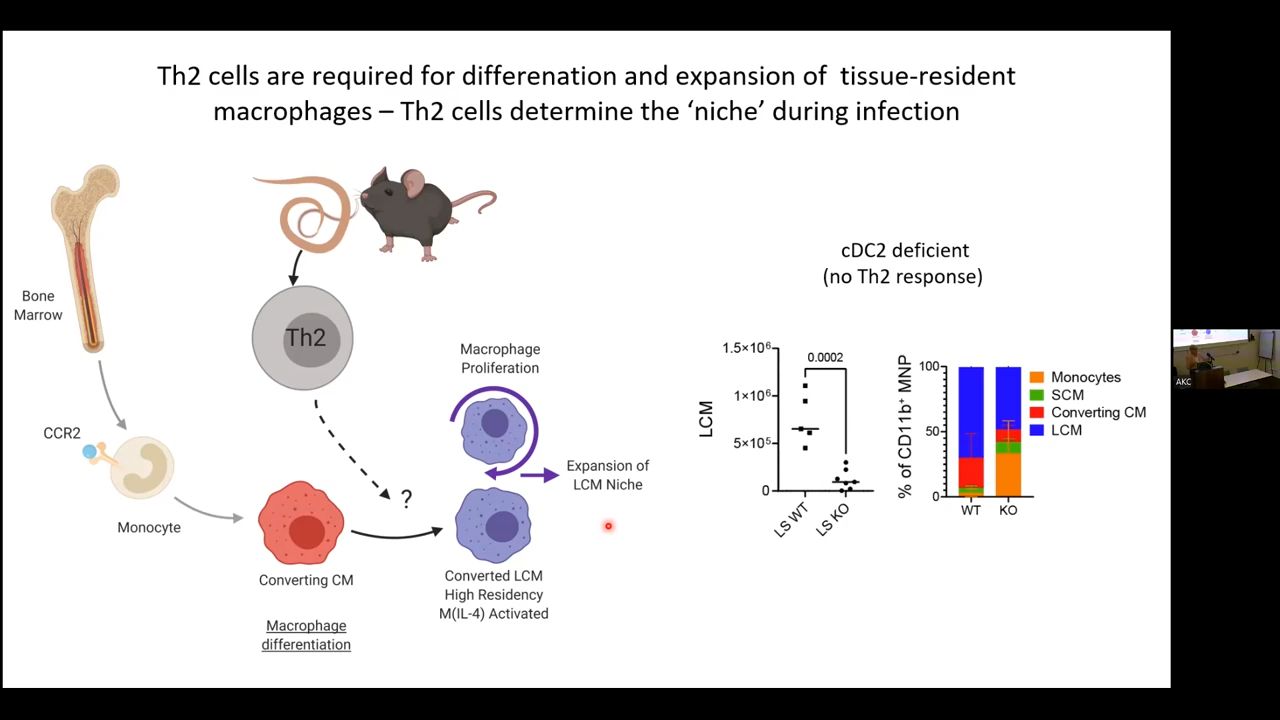 Th2 cells are required for differenation and expansion of tissue-resident
macrophages – Th2 cells determine the ‘niche’ during infection
Bone
Marrow
CCR2
Monocyte
Th2
?
Converting CM
Macrophage
differentiation
Macrophage
Proliferation
Expansion of
LCM Niche
Converted LCM
High Residency
M(IL-4) Activated
cDC2 deficient
(no Th2 response)
LCM
1.5×10⁶
1×10⁶
5×10⁵
0
0.0002
LS WT
LS KO
% of CD11b⁺ MNP
100
50
0
WT
KO
Monocytes
SCM
Converting CM
LCM
AKC